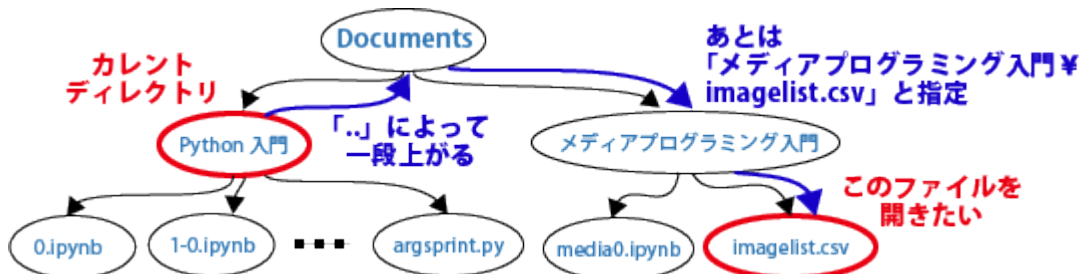 Documents
カレント
ディレクトリ
あとは
「メディアプログラミング入門¥
imagelist.csv」と指定
Python 入門
「..」によって
一段上がる
メディアプログラミング入門
このファイルを
開きたい
0.ipynb
1-0.ipynb
argsprint.py
media0.ipynb
imagelist.csv